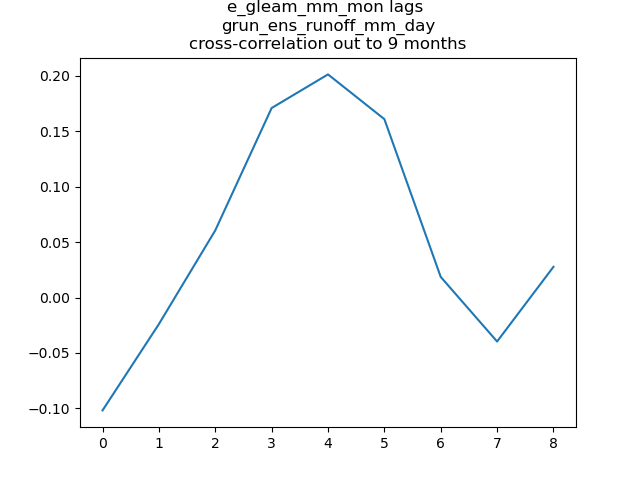 e_gleam_mm_mon lags
grun_ens_runoff_mm_day
cross-correlation out to 9 months
0.20
0.15
0.10
0.05
0.00
−0.05
−0.10
0 1 2 3 4 5 6 7 8